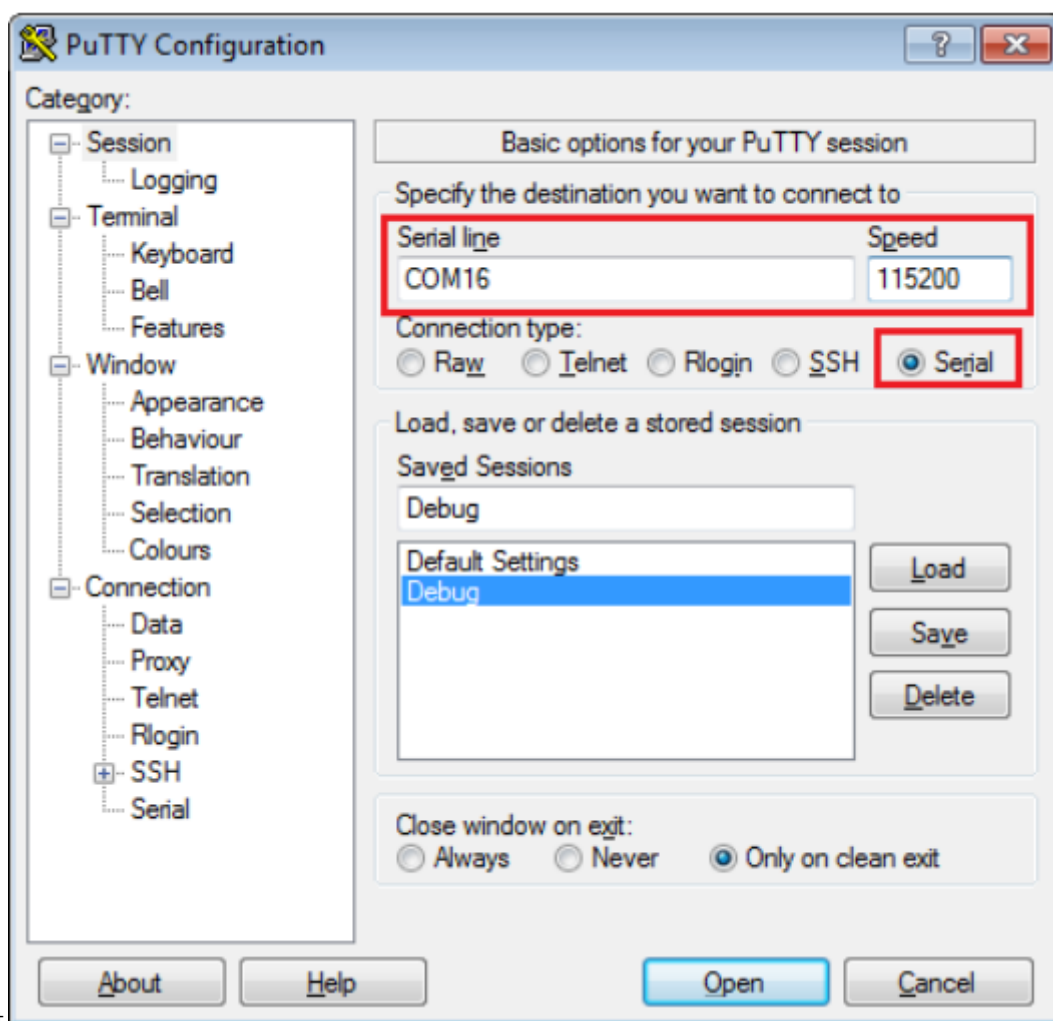 PuTTY Configuration
Category:
Session
Logging
Terminal
Keyboard
Bell
Features
Window
Appearance
Behaviour
Translation
Selection
Colours
Connection
Data
Proxy
Telnet
Rlogin
SSH
Serial
Basic options for your PuTTY session
Specify the destination you want to connect to
Serial line Speed
COM16 115200
Connection type:
Raw Telnet Rlogin SSH Serial
Load, save or delete a stored session
Saved Sessions
Debug
Default Settings
Debug
Load
Save
Delete
Close window on exit:
Always Never Only on clean exit
About Help Open Cancel